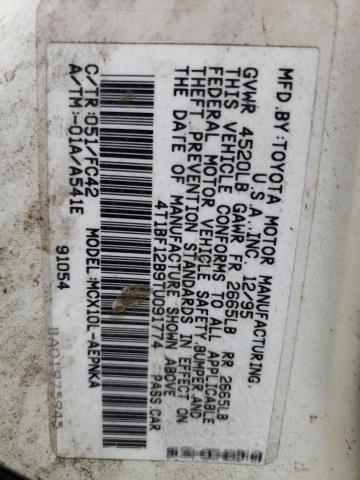 MFD.BY:TOYOTA MOTOR MANUFACTURING,
U.S.A.,INC. 12/95
GVWR 4520LB GAWR FR 2665LB RR 2665LB
THIS VEHICLE CONFORMS TO ALL APPLICABLE
FEDERAL MOTOR VEHICLE SAFETY,BUMPER,AND
THEFT PREVENTION STANDARDS IN EFFECT ON
THE DATE OF MANUFACTURE SHOWN ABOVE.
4T1BF12B9TU091774 PASS.CAR
C/TR:051/FC42 MODEL:MCX10L-AEPNKA
A/TM:-01A/A541E
91054
BA01975945